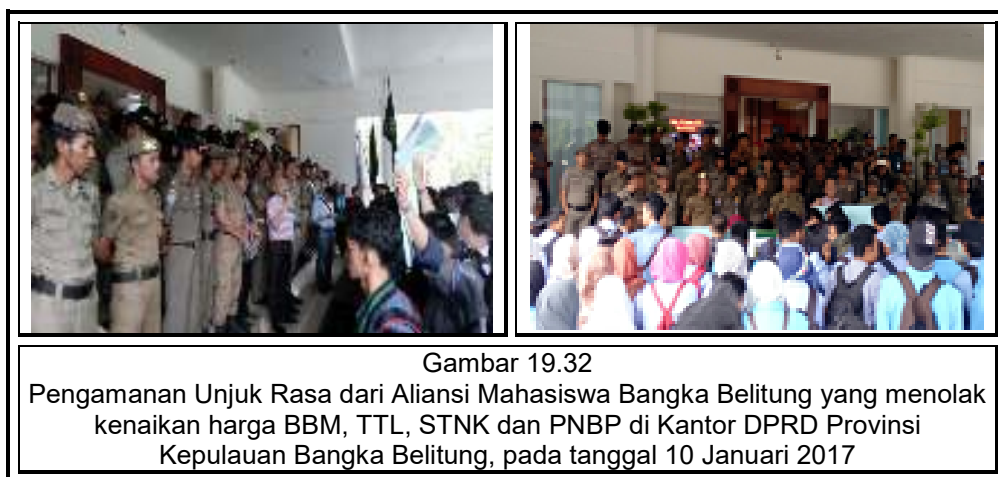 Gambar 19.32
Pengamanan Unjuk Rasa dari Aliansi Mahasiswa Bangka Belitung yang menolak
kenaikan harga BBM, TTL, STNK dan PNBP di Kantor DPRD Provinsi
Kepulauan Bangka Belitung, pada tanggal 10 Januari 2017